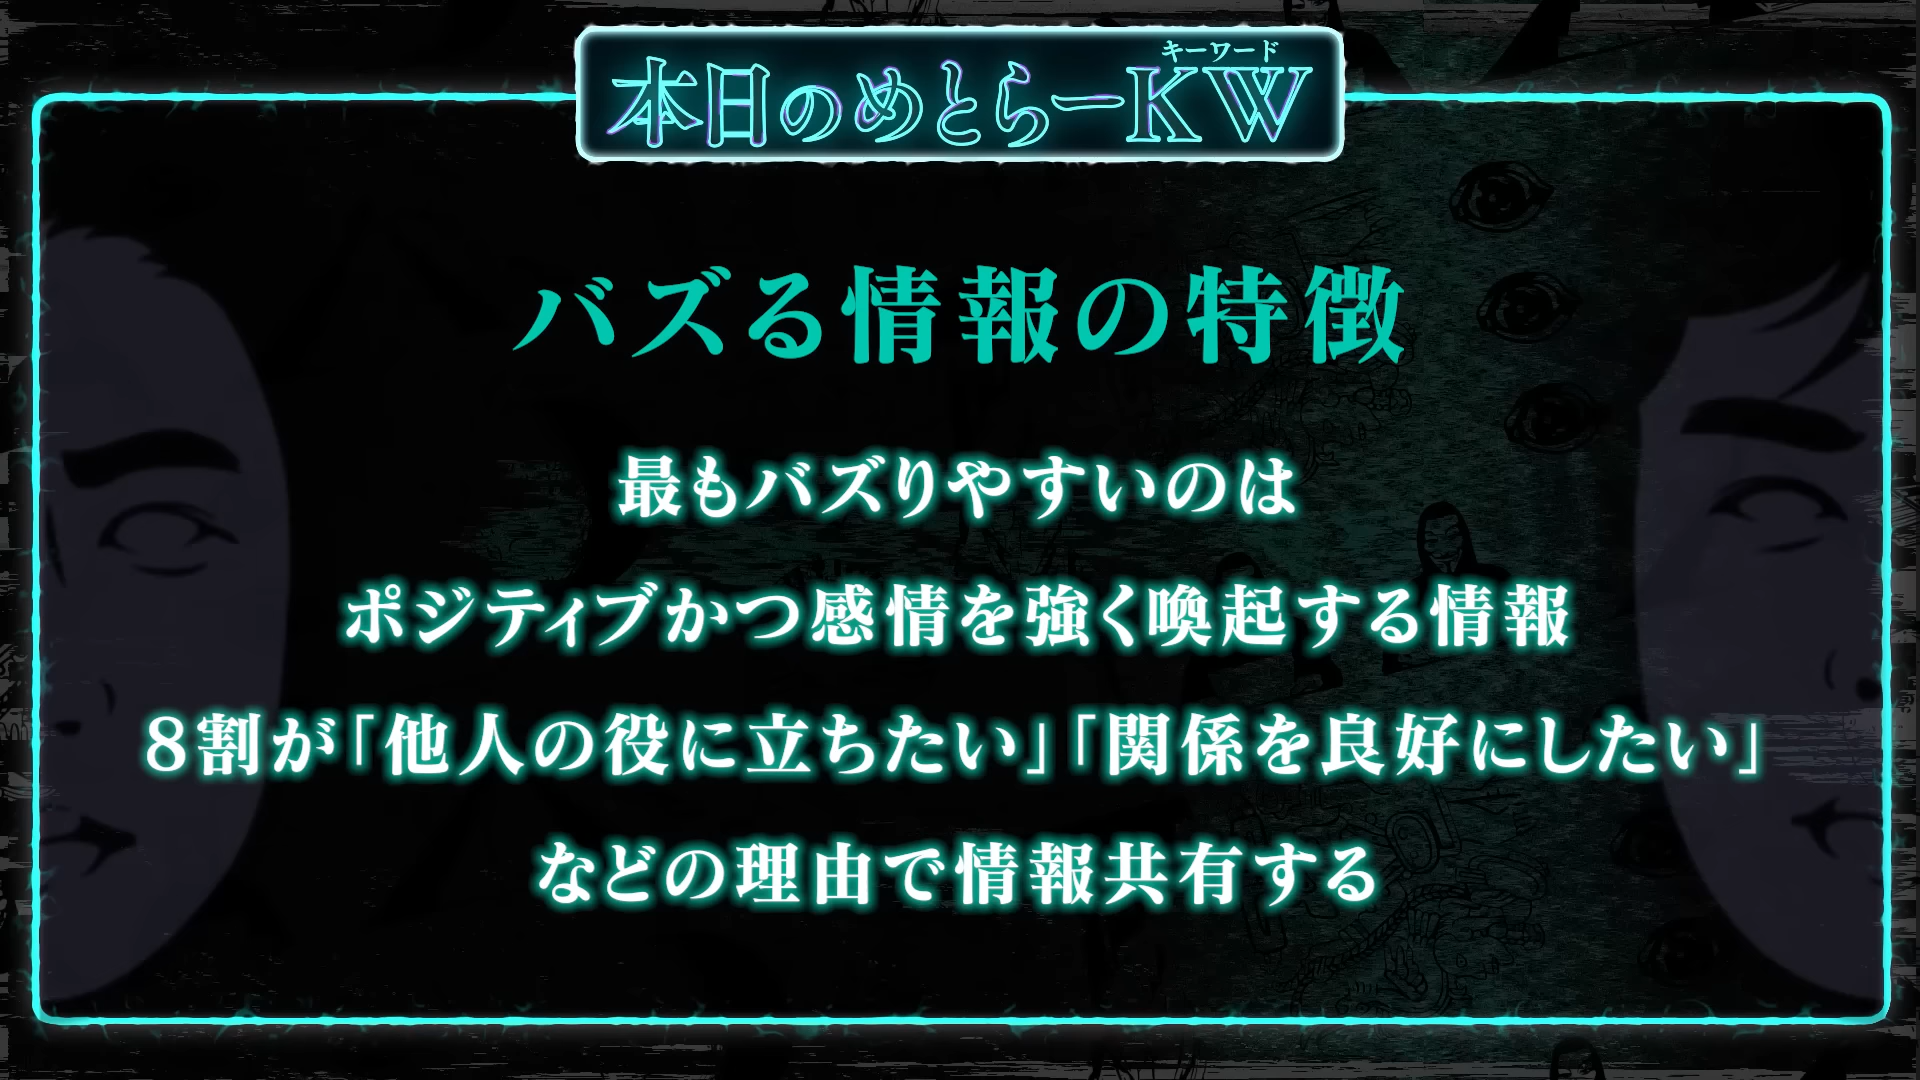 キーワード
本日のめとらーKW
バズる情報の特徴
最もバズりやすいのは
ポジティブかつ感情を強く喚起する情報
８割が「他人の役に立ちたい」「関係を良好にしたい」
などの理由で情報共有する